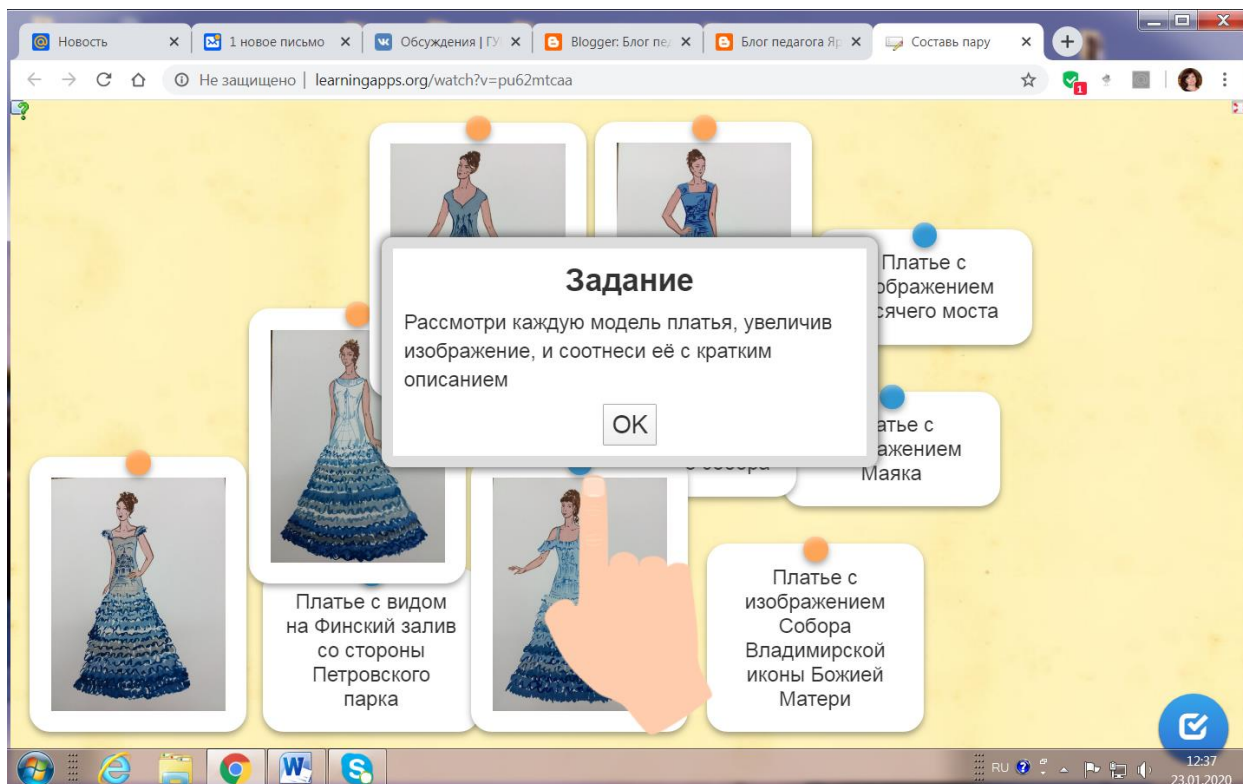 Новость
1 новое письмо
Обсуждения | ГУ
Blogger: Блог пе
Блог педагога Яр
Составь пару
Не защищено | learningapps.org/watch?v=pu62mtcaa
1
Платье с
ображением
сячего моста
Задание
Рассмотри каждую модель платья, увеличив
изображение, и соотнеси её с кратким
описанием
OK
атье с
ажением
Маяка
собора
Платье с видом
на Финский залив
со стороны
Петровского
парка
Платье с
изображением
Собора
Владимирской
иконы Божией
Матери
RU
12:37
23.01.2020